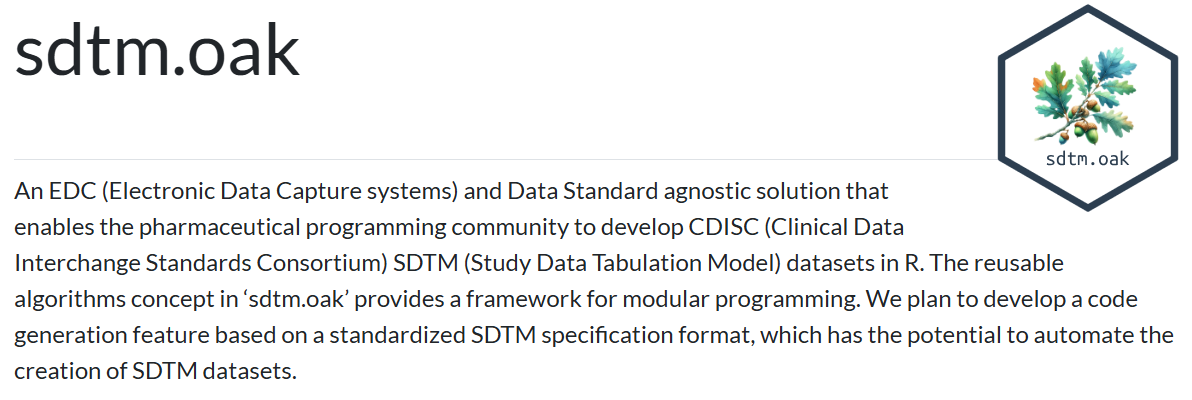 sdtm.oak
sdtm.oak
An EDC (Electronic Data Capture systems) and Data Standard agnostic solution that
enables the pharmaceutical programming community to develop CDISC (Clinical Data
Interchange Standards Consortium) SDTM (Study Data Tabulation Model) datasets in R. The reusable
algorithms concept in ‘sdtm.oak’ provides a framework for modular programming. We plan to develop a code
generation feature based on a standardized SDTM specification format, which has the potential to automate the
creation of SDTM datasets.